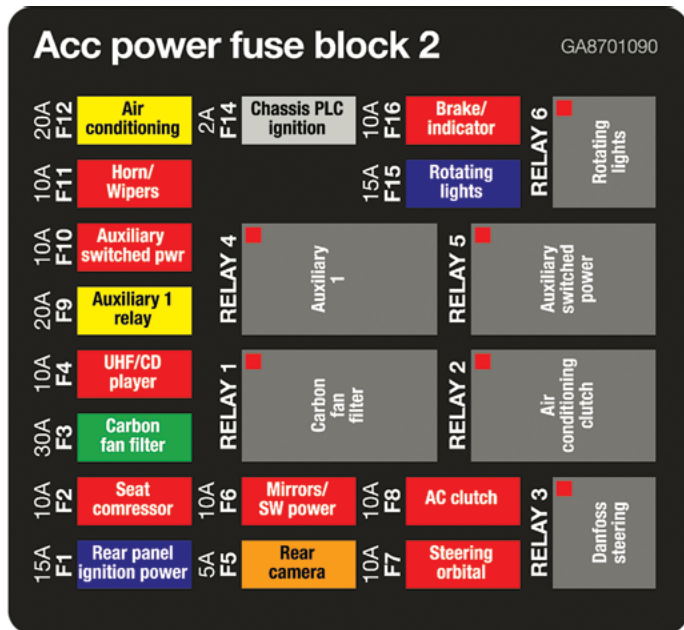 Acc power fuse block 2
GA8701090
20A
F12
Air
conditioning
2A
F14
Chassis PLC
ignition
10A
F16
Brake/
indicator
RELAY 6
Rotating
lights
10A
F11
Horn/
Wipers
15A
F15
Rotating
lights
10A
F10
Auxiliary
switched pwr
RELAY 4
Auxiliary
1
RELAY 5
Auxiliary
switched
power
20A
F9
Auxiliary 1
relay
10A
F4
UHF/CD
player
RELAY 1
Carbon
fan
filter
RELAY 2
Air
conditioning
clutch
30A
F3
Carbon
fan filter
10A
F2
Seat
comressor
10A
F6
Mirrors/
SW power
10A
F8
AC clutch
RELAY 3
Danfoss
steering
15A
F1
Rear panel
ignition power
5A
F5
Rear
camera
10A
F7
Steering
orbital